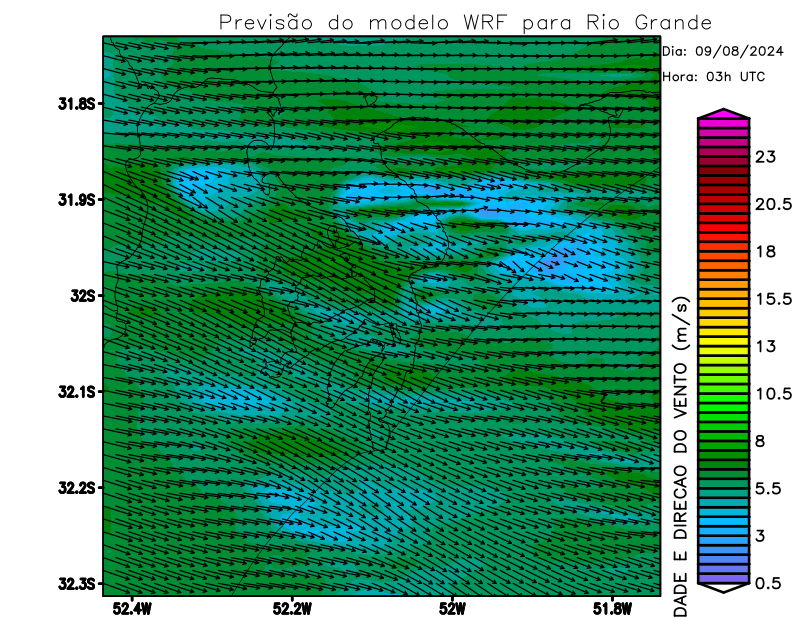 Previsão do modelo WRF para Rio Grande
Dia: 09/08/2024
Hora: 03h UTC
31.8S
31.9S
32S
32.1S
32.2S
32.3S
52.4W
52.2W
52W
51.8W
23
20.5
18
15.5
13
10.5
8
5.5
3
0.5
DADE E DIRECAO DO VENTO (m/s)